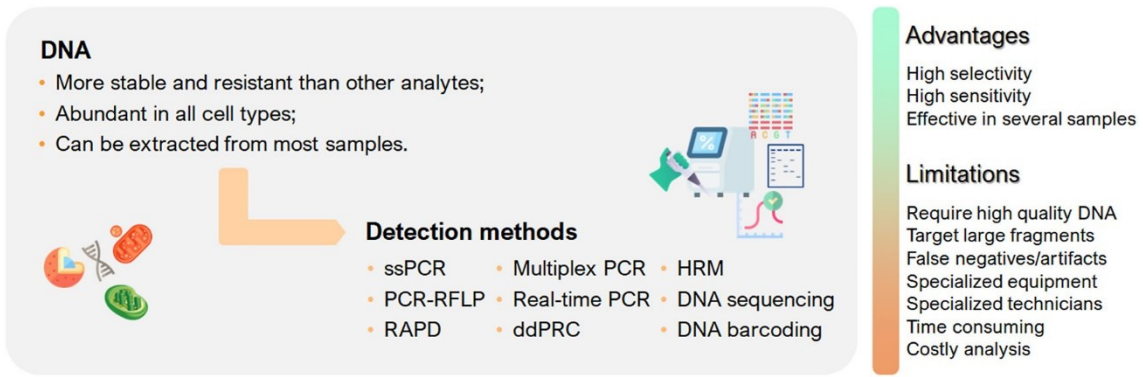 DNA
• More stable and resistant than other analytes;
• Abundant in all cell types;
• Can be extracted from most samples.
A C G T
%
Detection methods
• ssPCR • Multiplex PCR • HRM
• PCR-RFLP • Real-time PCR • DNA sequencing
• RAPD • ddPRC • DNA barcoding
Advantages
High selectivity
High sensitivity
Effective in several samples
Limitations
Require high quality DNA
Target large fragments
False negatives/artifacts
Specialized equipment
Specialized technicians
Time consuming
Costly analysis